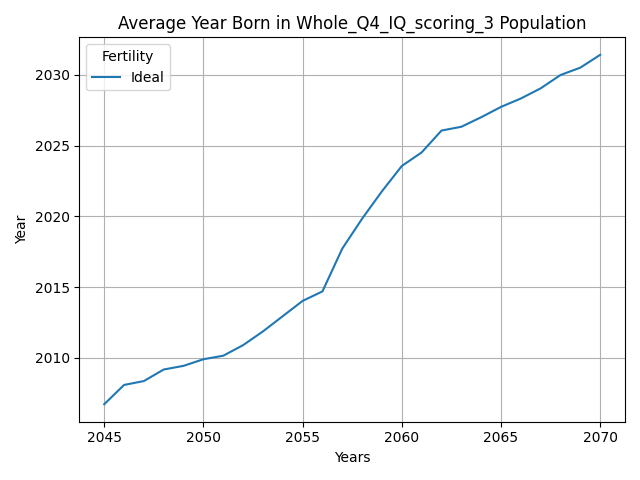 Average Year Born in Whole_Q4_IQ_scoring_3 Population
Fertility
Ideal
2030
2025
2020
2015
2010
Year
2045 2050 2055 2060 2065 2070
Years